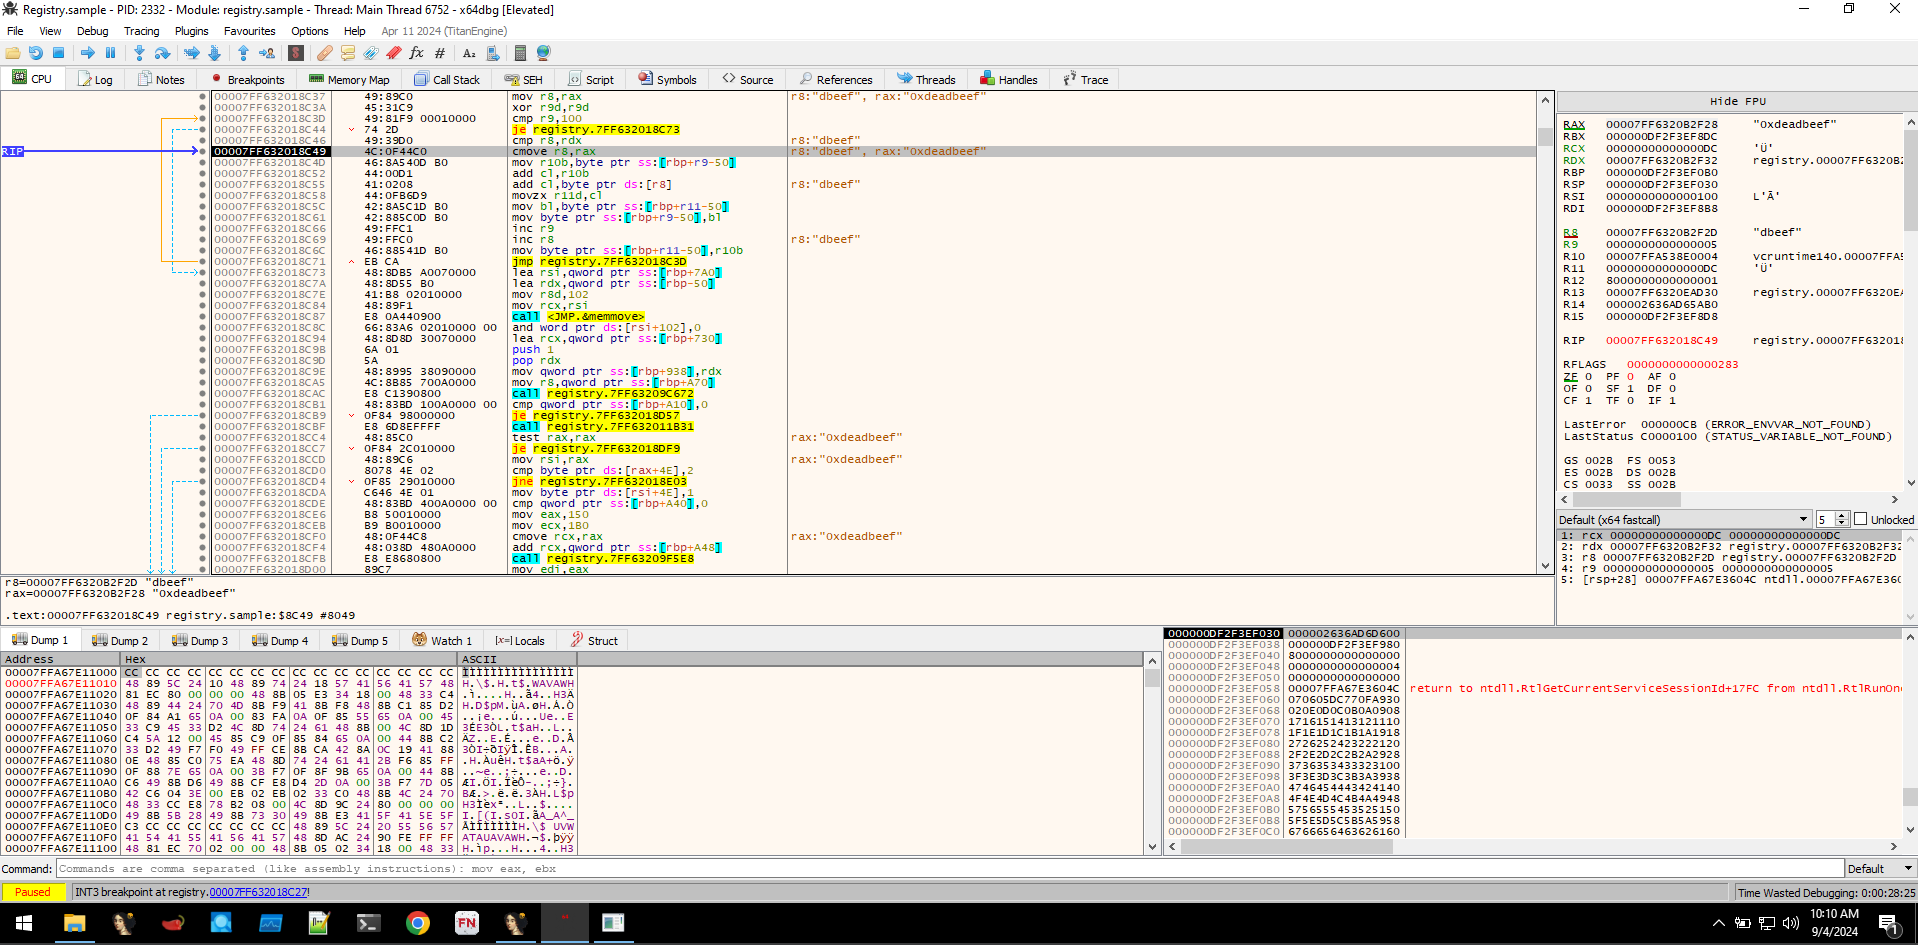 Registry.sample - PID: 2332 - Module: registry.sample - Thread: Main Thread 6752 - x64dbg [Elevated]
File View Debug Tracing Plugins Favourites Options Help Apr 11 2024 (TitanEngine)
CPU Log Notes Breakpoints Memory Map Call Stack SEH Script Symbols Source References Threads Handles Trace
00007FF632018C37 49:89C0 mov r8,rax r8:"dbeef", rax:"0xdeadbeef"
00007FF632018C3A 45:31C9 xor r9d,r9d
00007FF632018C3D 49:81F9 00010000 cmp r9,100
00007FF632018C44 74 2D je registry.7FF632018C73
00007FF632018C46 49:39D0 cmp r8,rdx r8:"dbeef"
RIP 00007FF632018C49 4C:0F44C0 cmove r8,rax r8:"dbeef", rax:"0xdeadbeef"
00007FF632018C4D 46:8A540D B0 mov r10b,byte ptr ss:[rbp+r9-50]
00007FF632018C52 44:00D1 add cl,r10b
00007FF632018C55 41:0208 add cl,byte ptr ds:[r8] r8:"dbeef"
00007FF632018C58 44:0FB6D9 movzx r11d,cl
00007FF632018C5C 42:8A5C1D B0 mov bl,byte ptr ss:[rbp+r11-50]
00007FF632018C61 42:885C0D B0 mov byte ptr ss:[rbp+r9-50],bl
00007FF632018C66 49:FFC1 inc r9
00007FF632018C69 49:FFC0 inc r8 r8:"dbeef"
00007FF632018C6C 46:88541D B0 mov byte ptr ss:[rbp+r11-50],r10b
00007FF632018C71 EB CA jmp registry.7FF632018C3D
00007FF632018C73 48:8DB5 A0070000 lea rsi,qword ptr ss:[rbp+7A0]
00007FF632018C7A 48:8D55 B0 lea rdx,qword ptr ss:[rbp-50]
00007FF632018C7E 41:B8 02010000 mov r8d,102
00007FF632018C84 48:89F1 mov rcx,rsi
00007FF632018C87 E8 0A440900 call <JMP.&memmove>
00007FF632018C8C 66:83A6 02010000 00 and word ptr ds:[rsi+102],0
00007FF632018C94 48:8D8D 30070000 lea rcx,qword ptr ss:[rbp+730]
00007FF632018C9B 6A 01 push 1
00007FF632018C9D 5A pop rdx
00007FF632018C9E 48:8995 38090000 mov qword ptr ss:[rbp+938],rdx
00007FF632018CA5 4C:8B85 700A0000 mov r8,qword ptr ss:[rbp+A70]
00007FF632018CAC E8 C1390800 call registry.7FF63209C672
00007FF632018CB1 48:83BD 100A0000 00 cmp qword ptr ss:[rbp+A10],0
00007FF632018CB9 0F84 98000000 je registry.7FF632018D57
00007FF632018CBF E8 6D8EFFFF call registry.7FF632011B31
00007FF632018CC4 48:85C0 test rax,rax rax:"0xdeadbeef"
00007FF632018CC7 0F84 2C010000 je registry.7FF632018DF9
00007FF632018CCD 48:89C6 mov rsi,rax rax:"0xdeadbeef"
00007FF632018CD0 8078 4E 02 cmp byte ptr ds:[rax+4E],2
00007FF632018CD4 0F85 29010000 jne registry.7FF632018E03
00007FF632018CDA C646 4E 01 mov byte ptr ds:[rsi+4E],1
00007FF632018CDE 48:83BD 400A0000 00 cmp qword ptr ss:[rbp+A40],0
00007FF632018CE6 B8 50010000 mov eax,150
00007FF632018CEB B9 B0010000 mov ecx,1B0
00007FF632018CF0 48:0F44C8 cmove rcx,rax rax:"0xdeadbeef"
00007FF632018CF4 48:038D 480A0000 add rcx,qword ptr ss:[rbp+A48]
00007FF632018CFB E8 E8680800 call registry.7FF63209F5E8
00007FF632018D00 89C7 mov edi,eax
Hide FPU
RAX 00007FF6320B2F28 "0xdeadbeef"
RBX 000000DF2F3EF8DC
RCX 00000000000000DC 'Ü'
RDX 00007FF6320B2F32 registry.00007FF6320B2
RBP 000000DF2F3EF0B0
RSP 000000DF2F3EF030
RSI 0000000000000100 L'Ā'
RDI 000000DF2F3EF8B8
R8 00007FF6320B2F2D "dbeef"
R9 0000000000000005
R10 00007FFA538E0004 vcruntime140.00007FFA5
R11 00000000000000DC 'Ü'
R12 8000000000000001
R13 00007FF6320EAD30 registry.00007FF6320EA
R14 000002636AD65AB0
R15 000000DF2F3EF8D8
RIP 00007FF632018C49 registry.00007FF632018
RFLAGS 0000000000000283
ZF 0 PF 0 AF 0
OF 0 SF 1 DF 0
CF 1 TF 0 IF 1
LastError 000000CB (ERROR_ENVVAR_NOT_FOUND)
LastStatus C0000100 (STATUS_VARIABLE_NOT_FOUND)
GS 002B FS 0053
ES 002B DS 002B
CS 0033 SS 002B
Default (x64 fastcall) 5 Unlocked
1: rcx 00000000000000DC 00000000000000DC
2: rdx 00007FF6320B2F32 registry.00007FF6320B2F32
3: r8 00007FF6320B2F2D registry.00007FF6320B2F2D
4: r9 0000000000000005 0000000000000005
5: [rsp+28] 00007FFA67E3604C ntdll.00007FFA67E360
r8=00007FF6320B2F2D "dbeef"
rax=00007FF6320B2F28 "0xdeadbeef"
.text:00007FF632018C49 registry.sample:$8C49 #8049
Dump 1 Dump 2 Dump 3 Dump 4 Dump 5 Watch 1 Locals Struct
Address Hex ASCII
00007FFA67E11000 CC CC CC CC CC CC CC CC CC CC CC CC CC CC CC CC ÌÌÌÌÌÌÌÌÌÌÌÌÌÌÌÌ
00007FFA67E11010 48 89 5C 24 10 48 89 74 24 18 57 41 56 41 57 48 H.\$.H.t$.WAVAWH
00007FFA67E11020 81 EC 80 00 00 00 48 8B 05 E3 34 18 00 48 33 C4 .ì....H..ã4..H3Ä
00007FFA67E11030 48 89 44 24 70 4D 8B F9 41 8B F8 48 8B C1 85 D2 H.D$pM.ùA.øH.Á.Ò
00007FFA67E11040 0F 84 A1 65 0A 00 83 FA 0A 0F 85 55 65 0A 00 45 ..¡e...ú...Ue..E
00007FFA67E11050 33 C9 45 33 D2 4C 8D 74 24 61 48 8B 00 4C 8D 1D 3ÉE3ÒL.t$aH..L..
00007FFA67E11060 C4 5A 12 00 45 85 C9 0F 85 84 65 0A 00 44 8B C2 ÄZ..E.É...e..D.Â
00007FFA67E11070 33 D2 49 F7 F0 49 FF CE 8B CA 42 8A 0C 19 41 88 3ÒI÷ðIÿÎ.ÊB...A.
00007FFA67E11080 0E 48 85 C0 75 EA 48 8D 74 24 61 41 2B F6 85 FF .H.ÀuêH.t$aA+ö.ÿ
00007FFA67E11090 0F 88 7E 65 0A 00 3B F7 0F 8F 9B 65 0A 00 44 8B ..~e..;÷...e..D.
00007FFA67E110A0 C6 49 8B D6 49 8B CF E8 D4 2D 0A 00 3B F7 7D 05 ÆI.ÖI.ÏèÔ-..;÷}.
00007FFA67E110B0 42 C6 04 3E 00 EB 02 EB 02 33 C0 48 8B 4C 24 70 BÆ.>.ë.ë.3ÀH.L$p
00007FFA67E110C0 48 33 CC E8 78 B2 08 00 4C 8D 9C 24 80 00 00 00 H3Ìèx²..L..$....
00007FFA67E110D0 49 8B 5B 28 49 8B 73 30 49 8B E3 41 5F 41 5E 5F I.[(I.s0I.ãA_A^_
00007FFA67E110E0 C3 CC CC CC CC CC CC CC 48 89 5C 24 20 55 56 57 ÃÌÌÌÌÌÌÌH.\$ UVW
00007FFA67E110F0 41 54 41 55 41 56 41 57 48 8D AC 24 90 FE FF FF ATAUAVAWH.¬$.þÿÿ
00007FFA67E11100 48 81 EC 70 02 00 00 48 8B 05 02 34 18 00 48 33 H.ìp...H...4..H3
000000DF2F3EF030 000002636AD6D600
000000DF2F3EF038 000000DF2F3EF980
000000DF2F3EF040 8000000000000000
000000DF2F3EF048 0000000000000004
000000DF2F3EF050 0000000000000000
000000DF2F3EF058 00007FFA67E3604C return to ntdll.RtlGetCurrentServiceSessionId+17FC from ntdll.RtlRunOn
000000DF2F3EF060 070605DC770FA930
000000DF2F3EF068 020E0D0C0B0A0908
000000DF2F3EF070 1716151413121110
000000DF2F3EF078 1F1E1D1C1B1A1918
000000DF2F3EF080 2726252423222120
000000DF2F3EF088 2F2E2D2C2B2A2928
000000DF2F3EF090 3736353433323100
000000DF2F3EF098 3F3E3D3C3B3A3938
000000DF2F3EF0A0 4746454443424140
000000DF2F3EF0A8 4F4E4D4C4B4A4948
000000DF2F3EF0B0 5756555453525150
000000DF2F3EF0B8 5F5E5D5C5B5A5958
000000DF2F3EF0C0 6766656463626160
Command: Commands are comma separated (like assembly instructions): mov eax, ebx Default
Paused INT3 breakpoint at registry.00007FF632018C27! Time Wasted Debugging: 0:00:28:25
FN
10:10 AM
9/4/2024
1